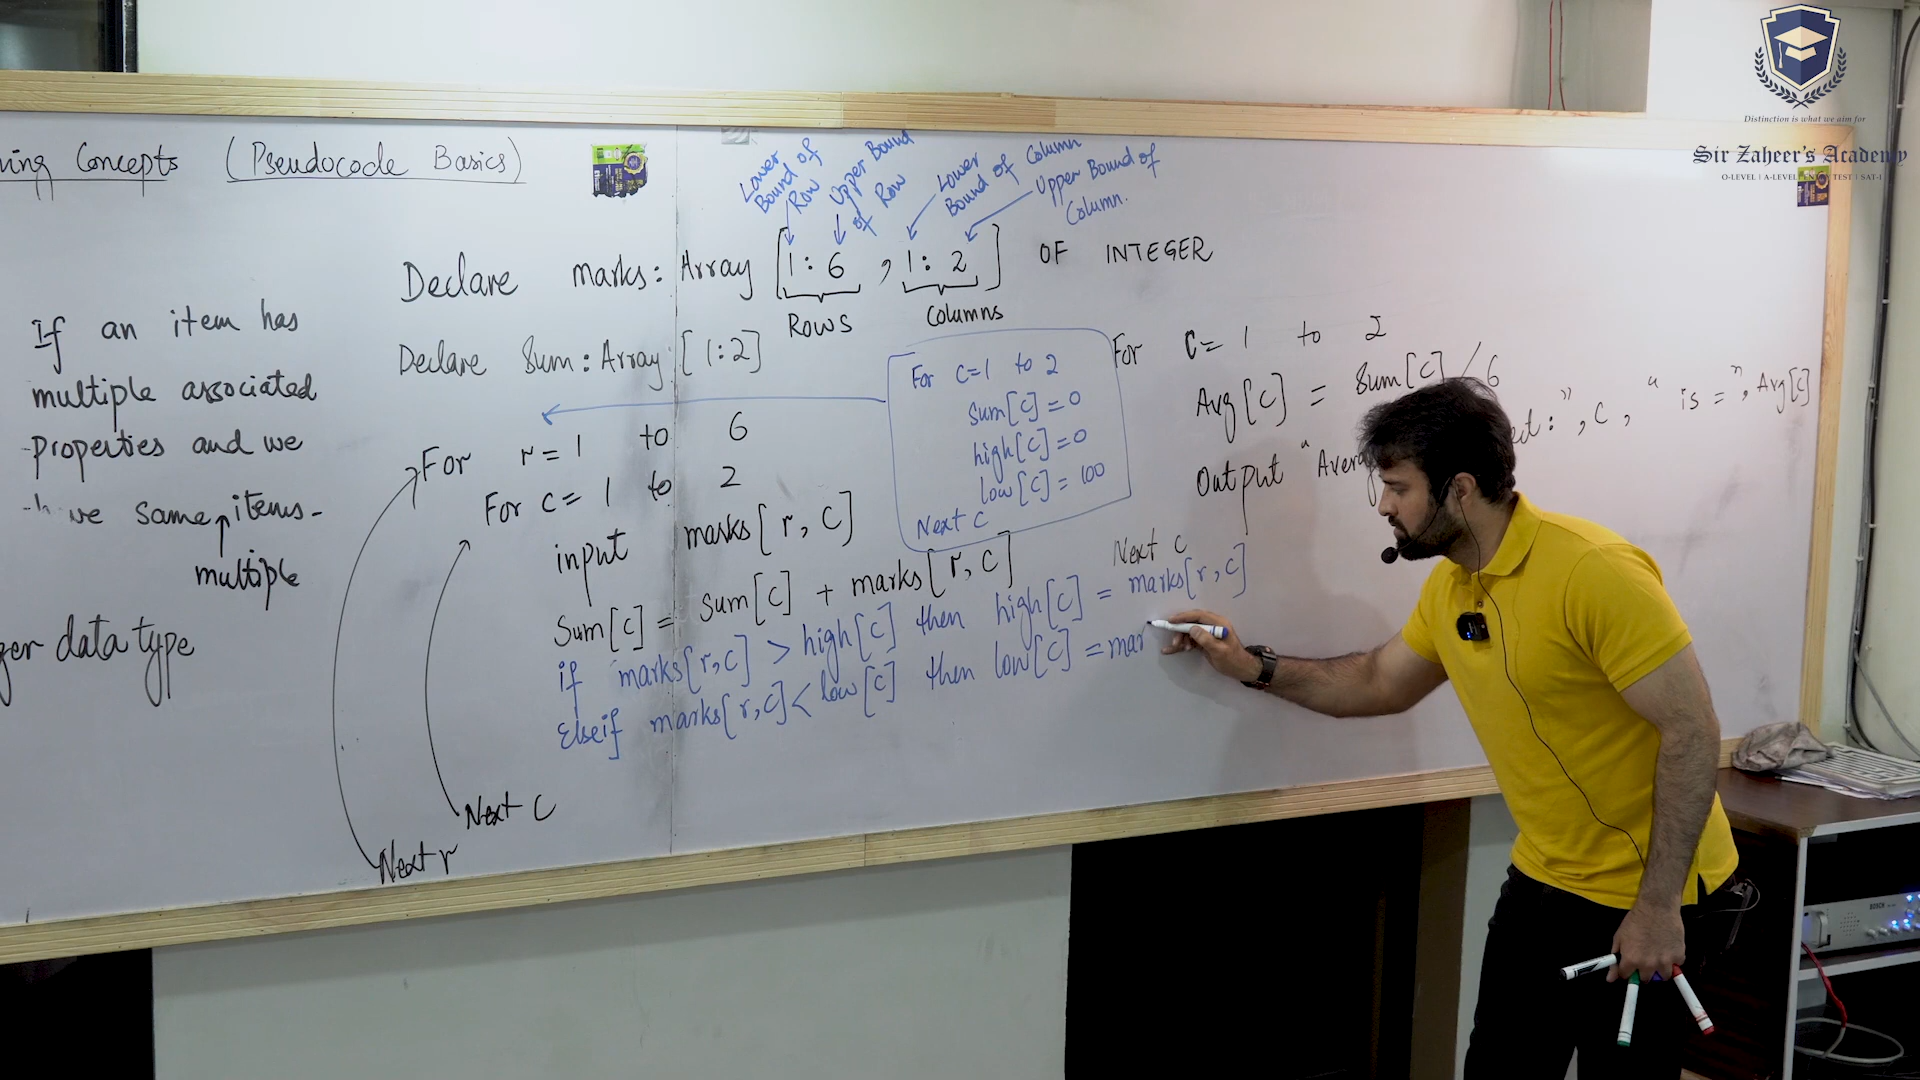 Concepts (Pseudocode Basics)
Lower Bound of Row
Upper Bound of Row
Lower Bound of Column
Upper Bound of Column.
Declare marks: Array [1:6, 1:2] OF INTEGER
ROWS
Columns
Declare Sum: Array [1:2]
If an item has
multiple associated
properties and we
same items-
multiple
data type
For r=1 to 6
For c=1 to 2
input marks[r, c]
Sum[c] = Sum[c] + marks[r, c]
if marks[r,c] > high[c] then high[c] = marks[r, c]
Elseif marks[r,c] < low[c] then low[c] = mar
Next c
Next r
For c=1 to 2
Sum[c]=0
high[c]=0
low[c]=100
Next c
For c= 1 to 2
Avg[c] = Sum[c] / 6
Output " : ", c, " is = ", Avg[c]
Next c
Distinction is what we aim for
Sir Zaheer's Academy
O-LEVEL | A-LEVEL TEST | SAT-I